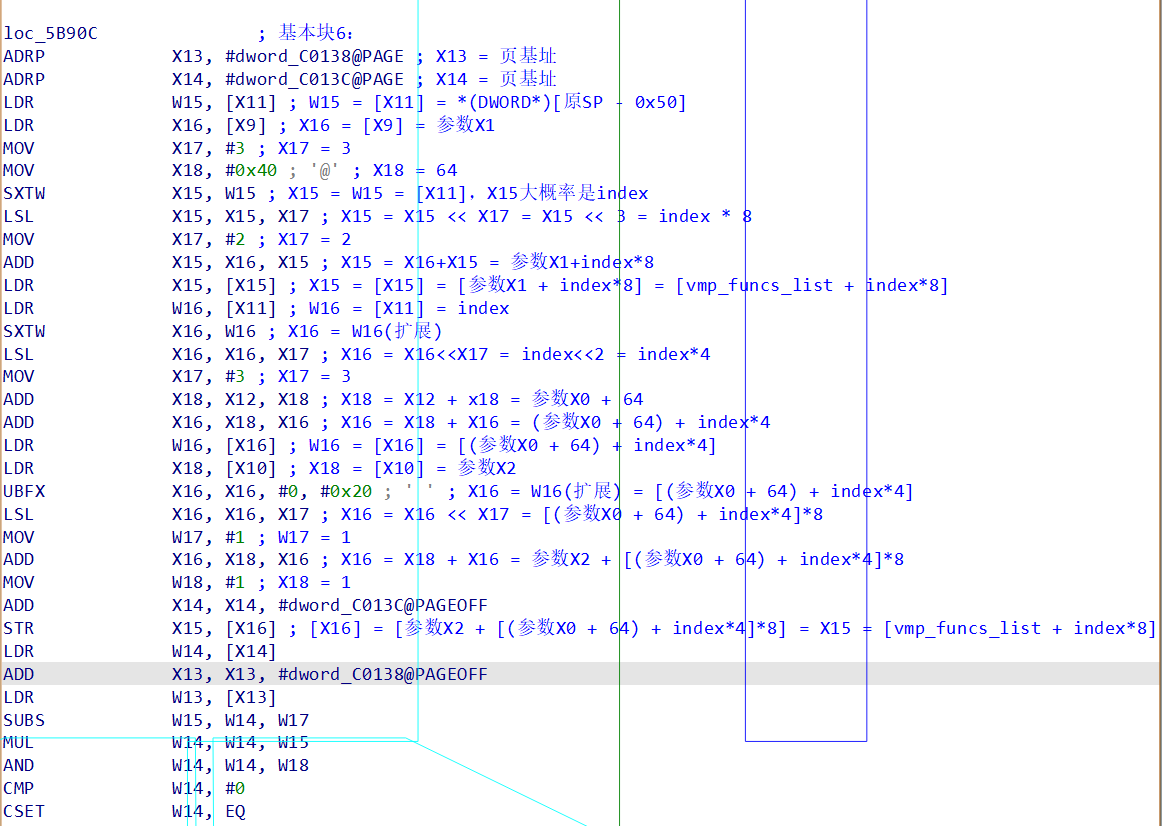 loc_5B90C ; 基本块6:
ADRP X13, #dword_C0138@PAGE ; X13 = 页基址
ADRP X14, #dword_C013C@PAGE ; X14 = 页基址
LDR W15, [X11] ; W15 = [X11] = *(DWORD*)[原SP - 0x50]
LDR X16, [X9] ; X16 = [X9] = 参数X1
MOV X17, #3 ; X17 = 3
MOV X18, #0x40 ; '@' ; X18 = 64
SXTW X15, W15 ; X15 = W15 = [X11], X15大概率是index
LSL X15, X15, X17 ; X15 = X15 << X17 = X15 << 3 = index * 8
MOV X17, #2 ; X17 = 2
ADD X15, X16, X15 ; X15 = X16+X15 = 参数X1+index*8
LDR X15, [X15] ; X15 = [X15] = [参数X1 + index*8] = [vmp_funcs_list + index*8]
LDR W16, [X11] ; W16 = [X11] = index
SXTW X16, W16 ; X16 = W16(扩展)
LSL X16, X16, X17 ; X16 = X16<<X17 = index<<2 = index*4
MOV X17, #3 ; X17 = 3
ADD X18, X12, X18 ; X18 = X12 + x18 = 参数X0 + 64
ADD X16, X18, X16 ; X16 = X18 + X16 = (参数X0 + 64) + index*4
LDR W16, [X16] ; W16 = [X16] = [(参数X0 + 64) + index*4]
LDR X18, [X10] ; X18 = [X10] = 参数X2
UBFX X16, X16, #0, #0x20 ; ' ' ; X16 = W16(扩展) = [(参数X0 + 64) + index*4]
LSL X16, X16, X17 ; X16 = X16 << X17 = [(参数X0 + 64) + index*4]*8
MOV W17, #1 ; W17 = 1
ADD X16, X18, X16 ; X16 = X18 + X16 = 参数X2 + [(参数X0 + 64) + index*4]*8
MOV W18, #1 ; X18 = 1
ADD X14, X14, #dword_C013C@PAGEOFF
STR X15, [X16] ; [X16] = [参数X2 + [(参数X0 + 64) + index*4]*8] = X15 = [vmp_funcs_list + index*8]
LDR W14, [X14]
ADD X13, X13, #dword_C0138@PAGEOFF
LDR W13, [X13]
SUBS W15, W14, W17
MUL W14, W14, W15
AND W14, W14, W18
CMP W14, #0
CSET W14, EQ